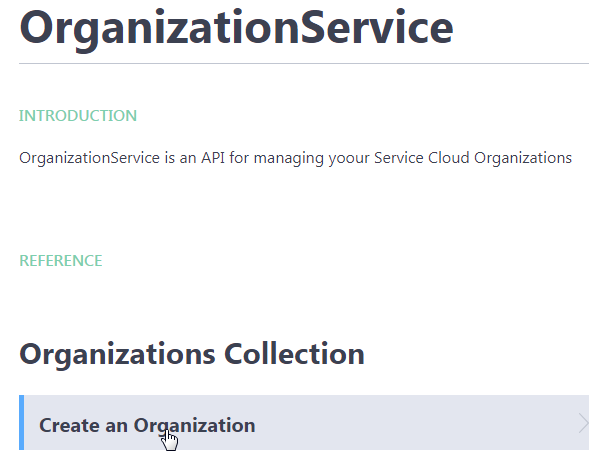 OrganizationService
INTRODUCTION
OrganizationService is an API for managing yoour Service Cloud Organizations
REFERENCE
Organizations Collection
Create an Organization